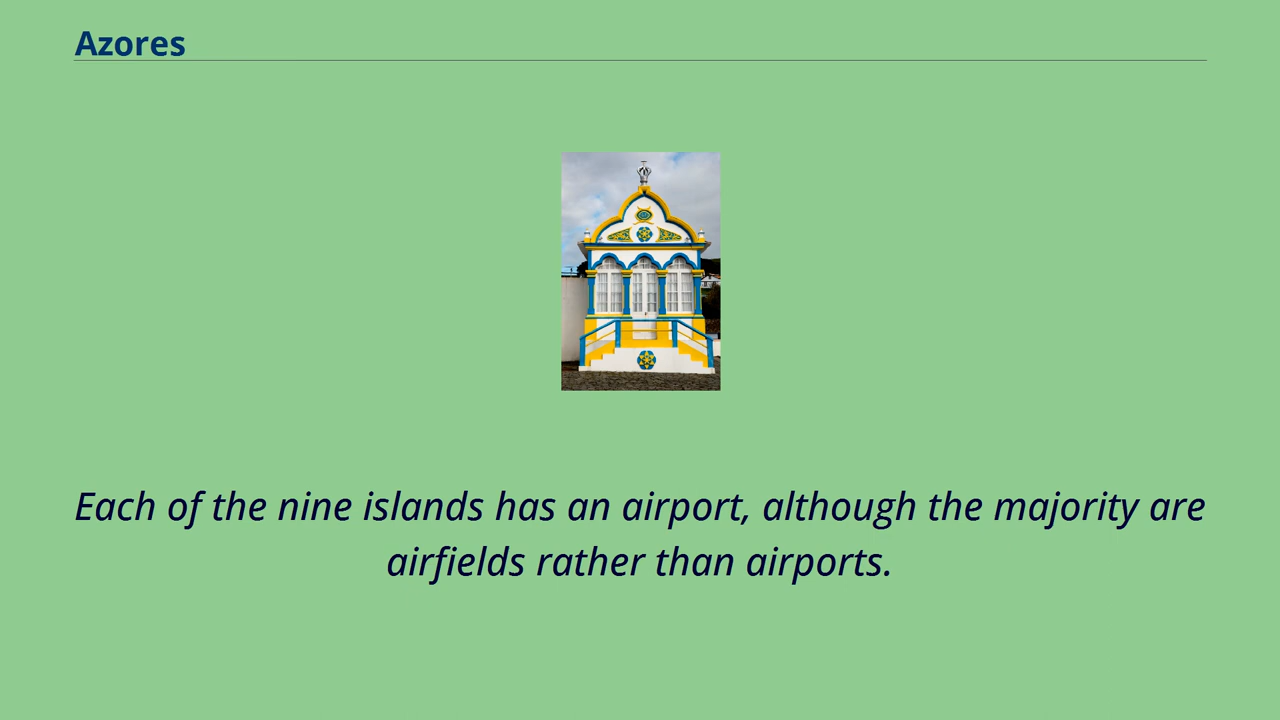 Azores
Each of the nine islands has an airport, although the majority are
airfields rather than airports.